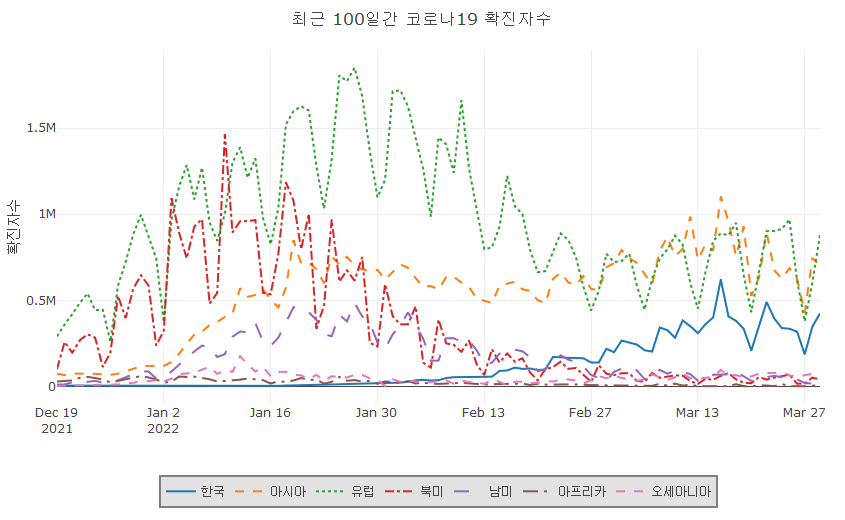 최근 100일간 코로나19 확진자수
확진자수
1.5M
1M
0.5M
0
Dec 19 Jan 2 Jan 16 Jan 30 Feb 13 Feb 27 Mar 13 Mar 27
2021 2022
한국 아시아 유럽 북미 남미 아프리카 오세아니아